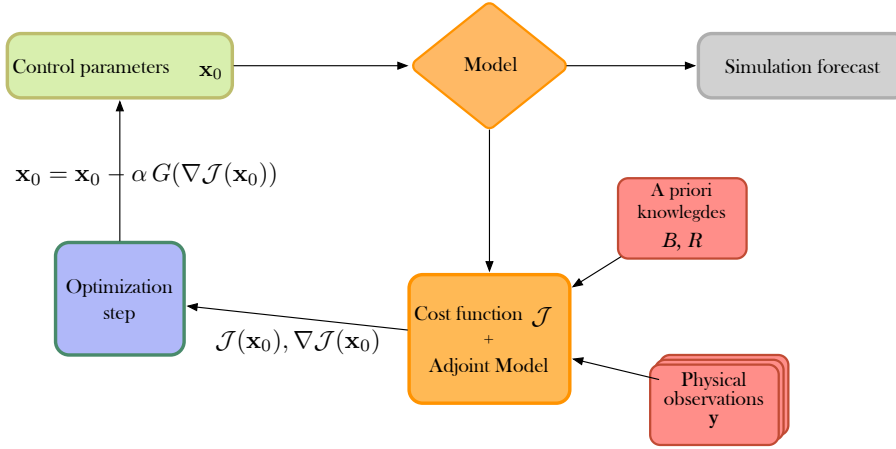 Control parameters x₀
Model
Simulation forecast
x₀ = x₀ − α G(∇𝒥(x₀))
A priori
knowlegdes
B, R
Optimization
step
Cost function 𝒥
+
Adjoint Model
𝒥(x₀), ∇𝒥(x₀)
Physical
observations
y